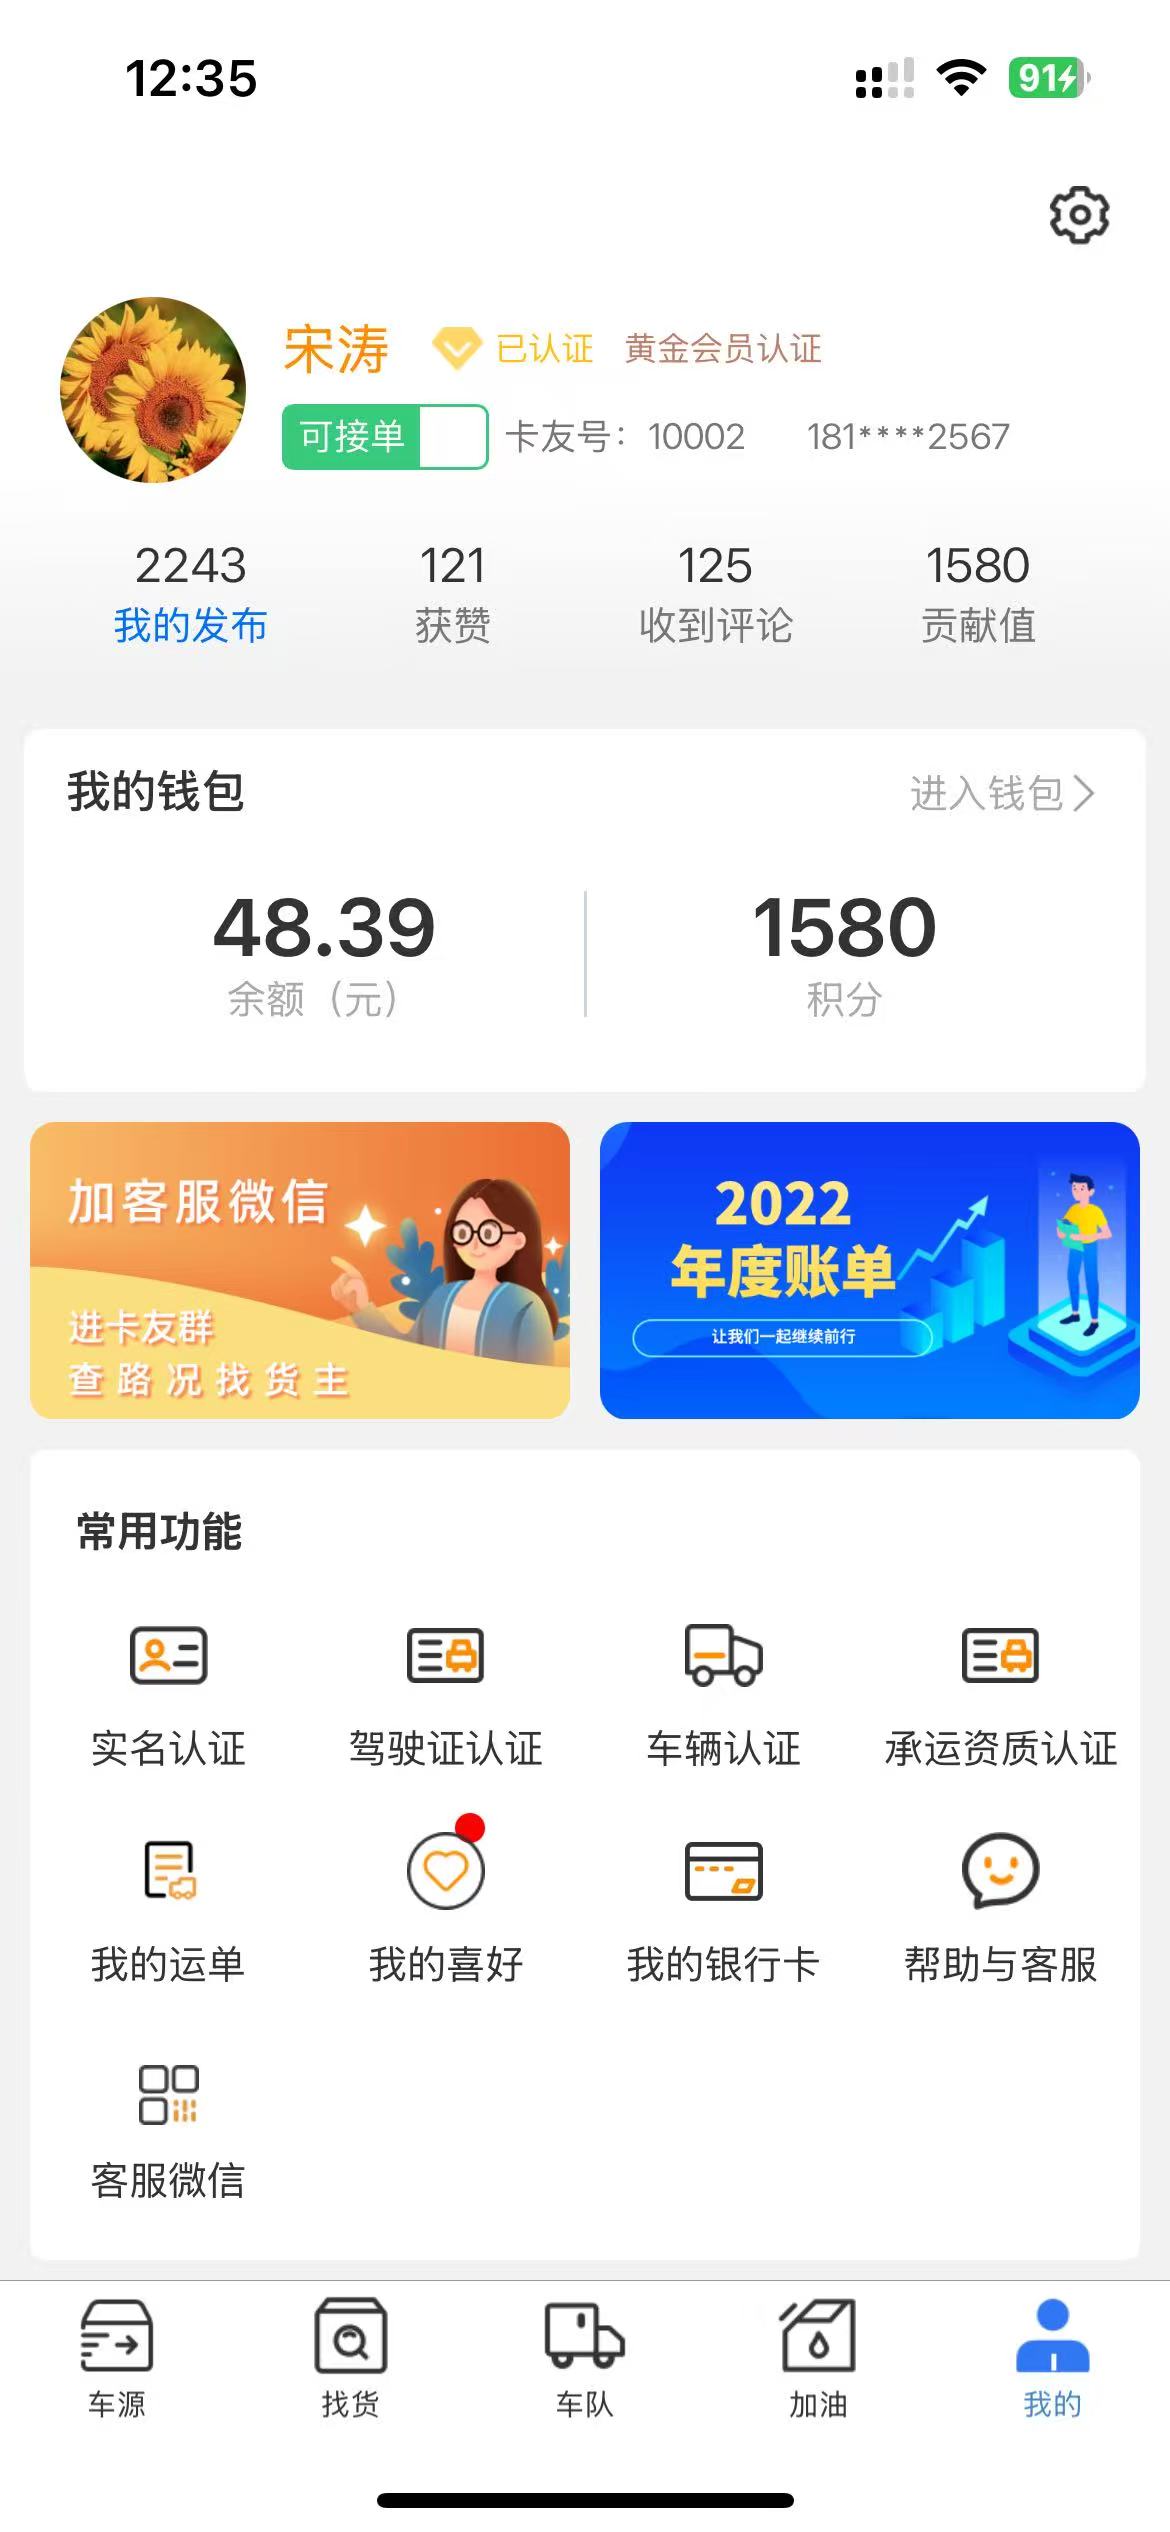 12:35
91
宋涛 已认证 黄金会员认证
可接单 卡友号：10002 181****2567
2243 121 125 1580
我的发布 获赞 收到评论 贡献值
我的钱包 进入钱包
48.39 1580
余额（元） 积分
加客服微信
进卡友群
查路况找货主
2022
年度账单
让我们一起继续前行
常用功能
实名认证 驾驶证认证 车辆认证 承运资质认证
我的运单 我的喜好 我的银行卡 帮助与客服
客服微信
车源 找货 车队 加油 我的